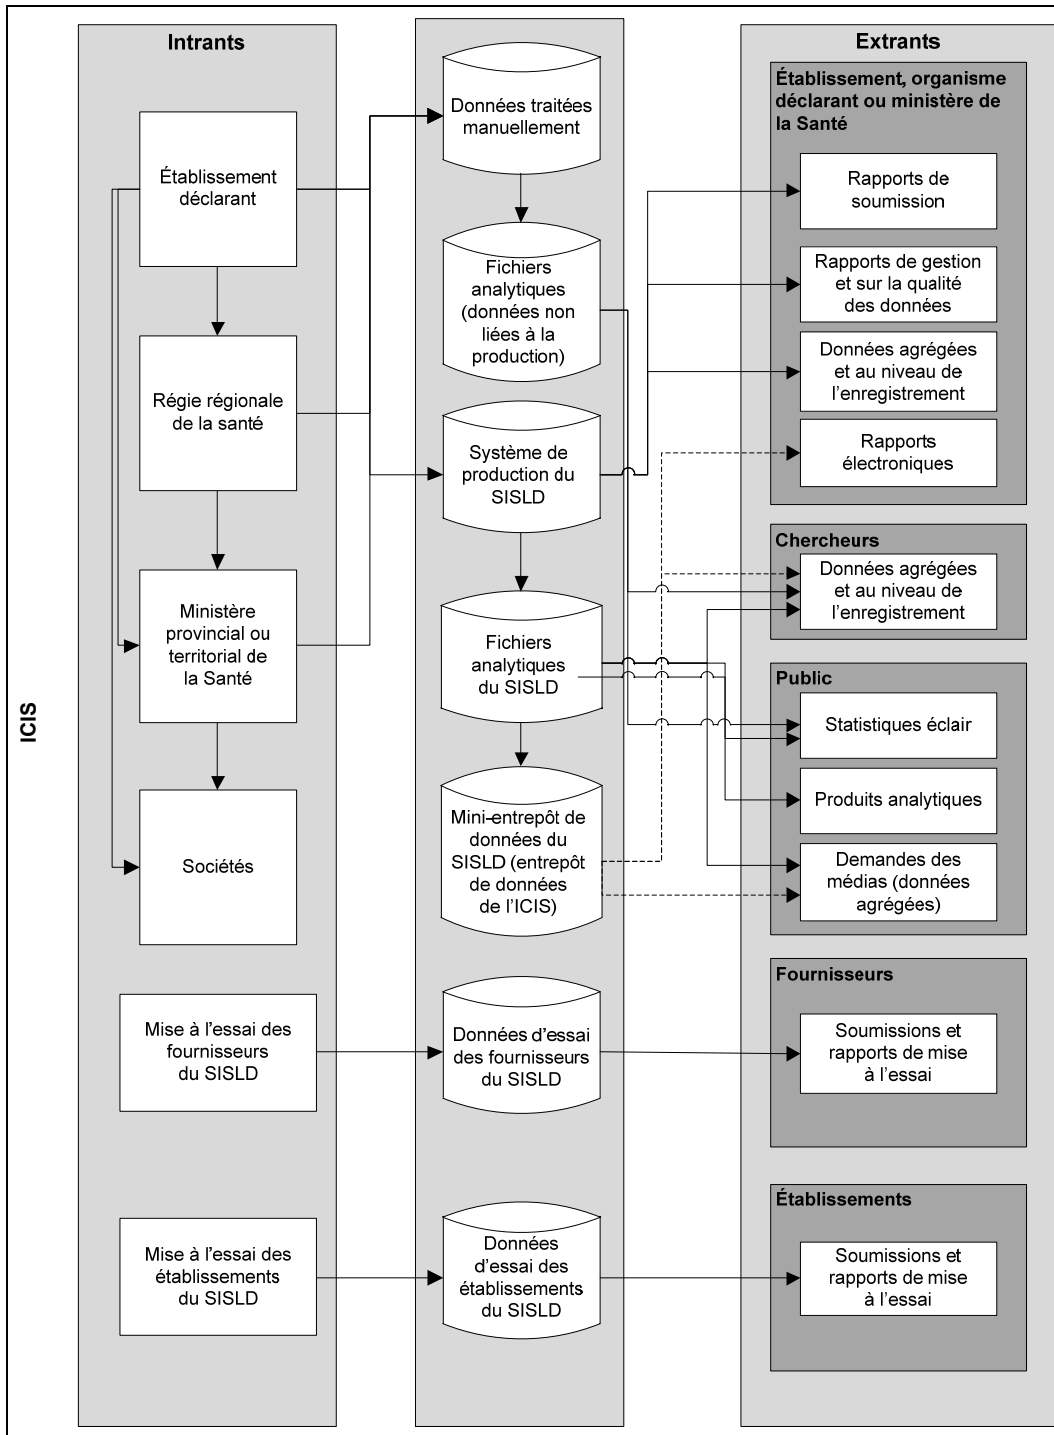 ICIS
Intrants
Établissement
déclarant
Régie régionale
de la santé
Ministère
provincial ou
territorial de
la Santé
Sociétés
Mise à l'essai des
fournisseurs
du SISLD
Mise à l'essai des
établissements
du SISLD
Données traitées
manuellement
Fichiers
analytiques
(données non
liées à la
production)
Système de
production du
SISLD
Fichiers
analytiques
du SISLD
Mini-entrepôt de
données du
SISLD (entrepôt
de données
de l'ICIS)
Données d'essai
des fournisseurs
du SISLD
Données
d'essai des
établissements
du SISLD
Extrants
Établissement, organisme
déclarant ou ministère de
la Santé
Rapports de
soumission
Rapports de gestion
et sur la qualité
des données
Données agrégées
et au niveau de
l'enregistrement
Rapports
électroniques
Chercheurs
Données agrégées
et au niveau de
l'enregistrement
Public
Statistiques éclair
Produits analytiques
Demandes des
médias (données
agrégées)
Fournisseurs
Soumissions et
rapports de mise
à l'essai
Établissements
Soumissions et
rapports de mise
à l'essai